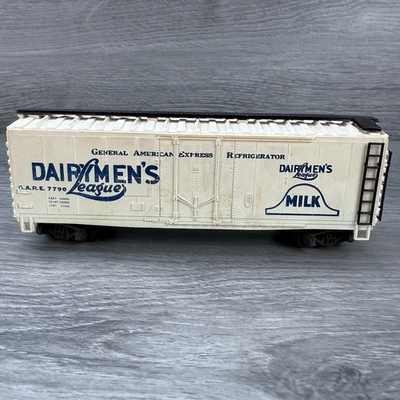 GENERAL AMERICAN EXPRESS REFRIGERATOR
DAIRYMEN'S
League
G.A.R.E. 7790
DAIRYMEN'S
League
MILK